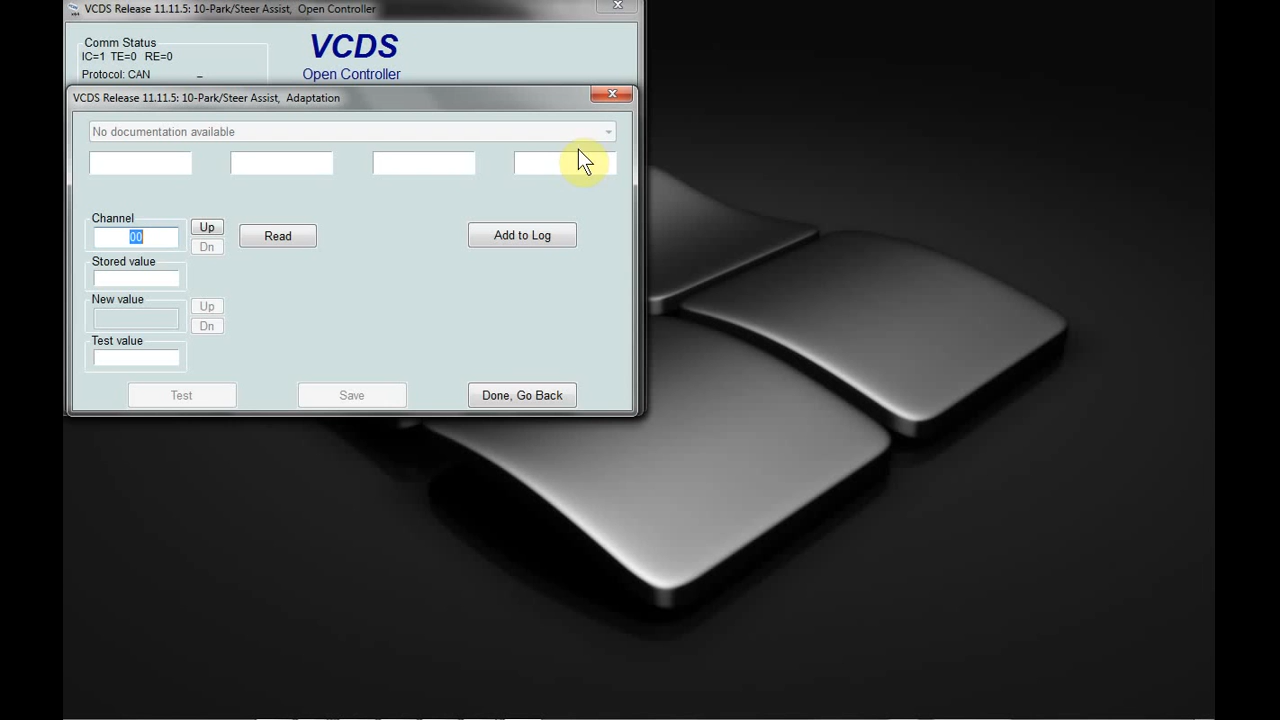 VCDS Release 11.11.5: 10-Park/Steer Assist, Open Controller
Comm Status
IC=1 TE=0 RE=0
Protocol: CAN
VCDS
Open Controller
VCDS Release 11.11.5: 10-Park/Steer Assist, Adaptation
No documentation available
Channel
00
Up
Dn
Read
Add to Log
Stored value
New value
Up
Dn
Test value
Test
Save
Done, Go Back